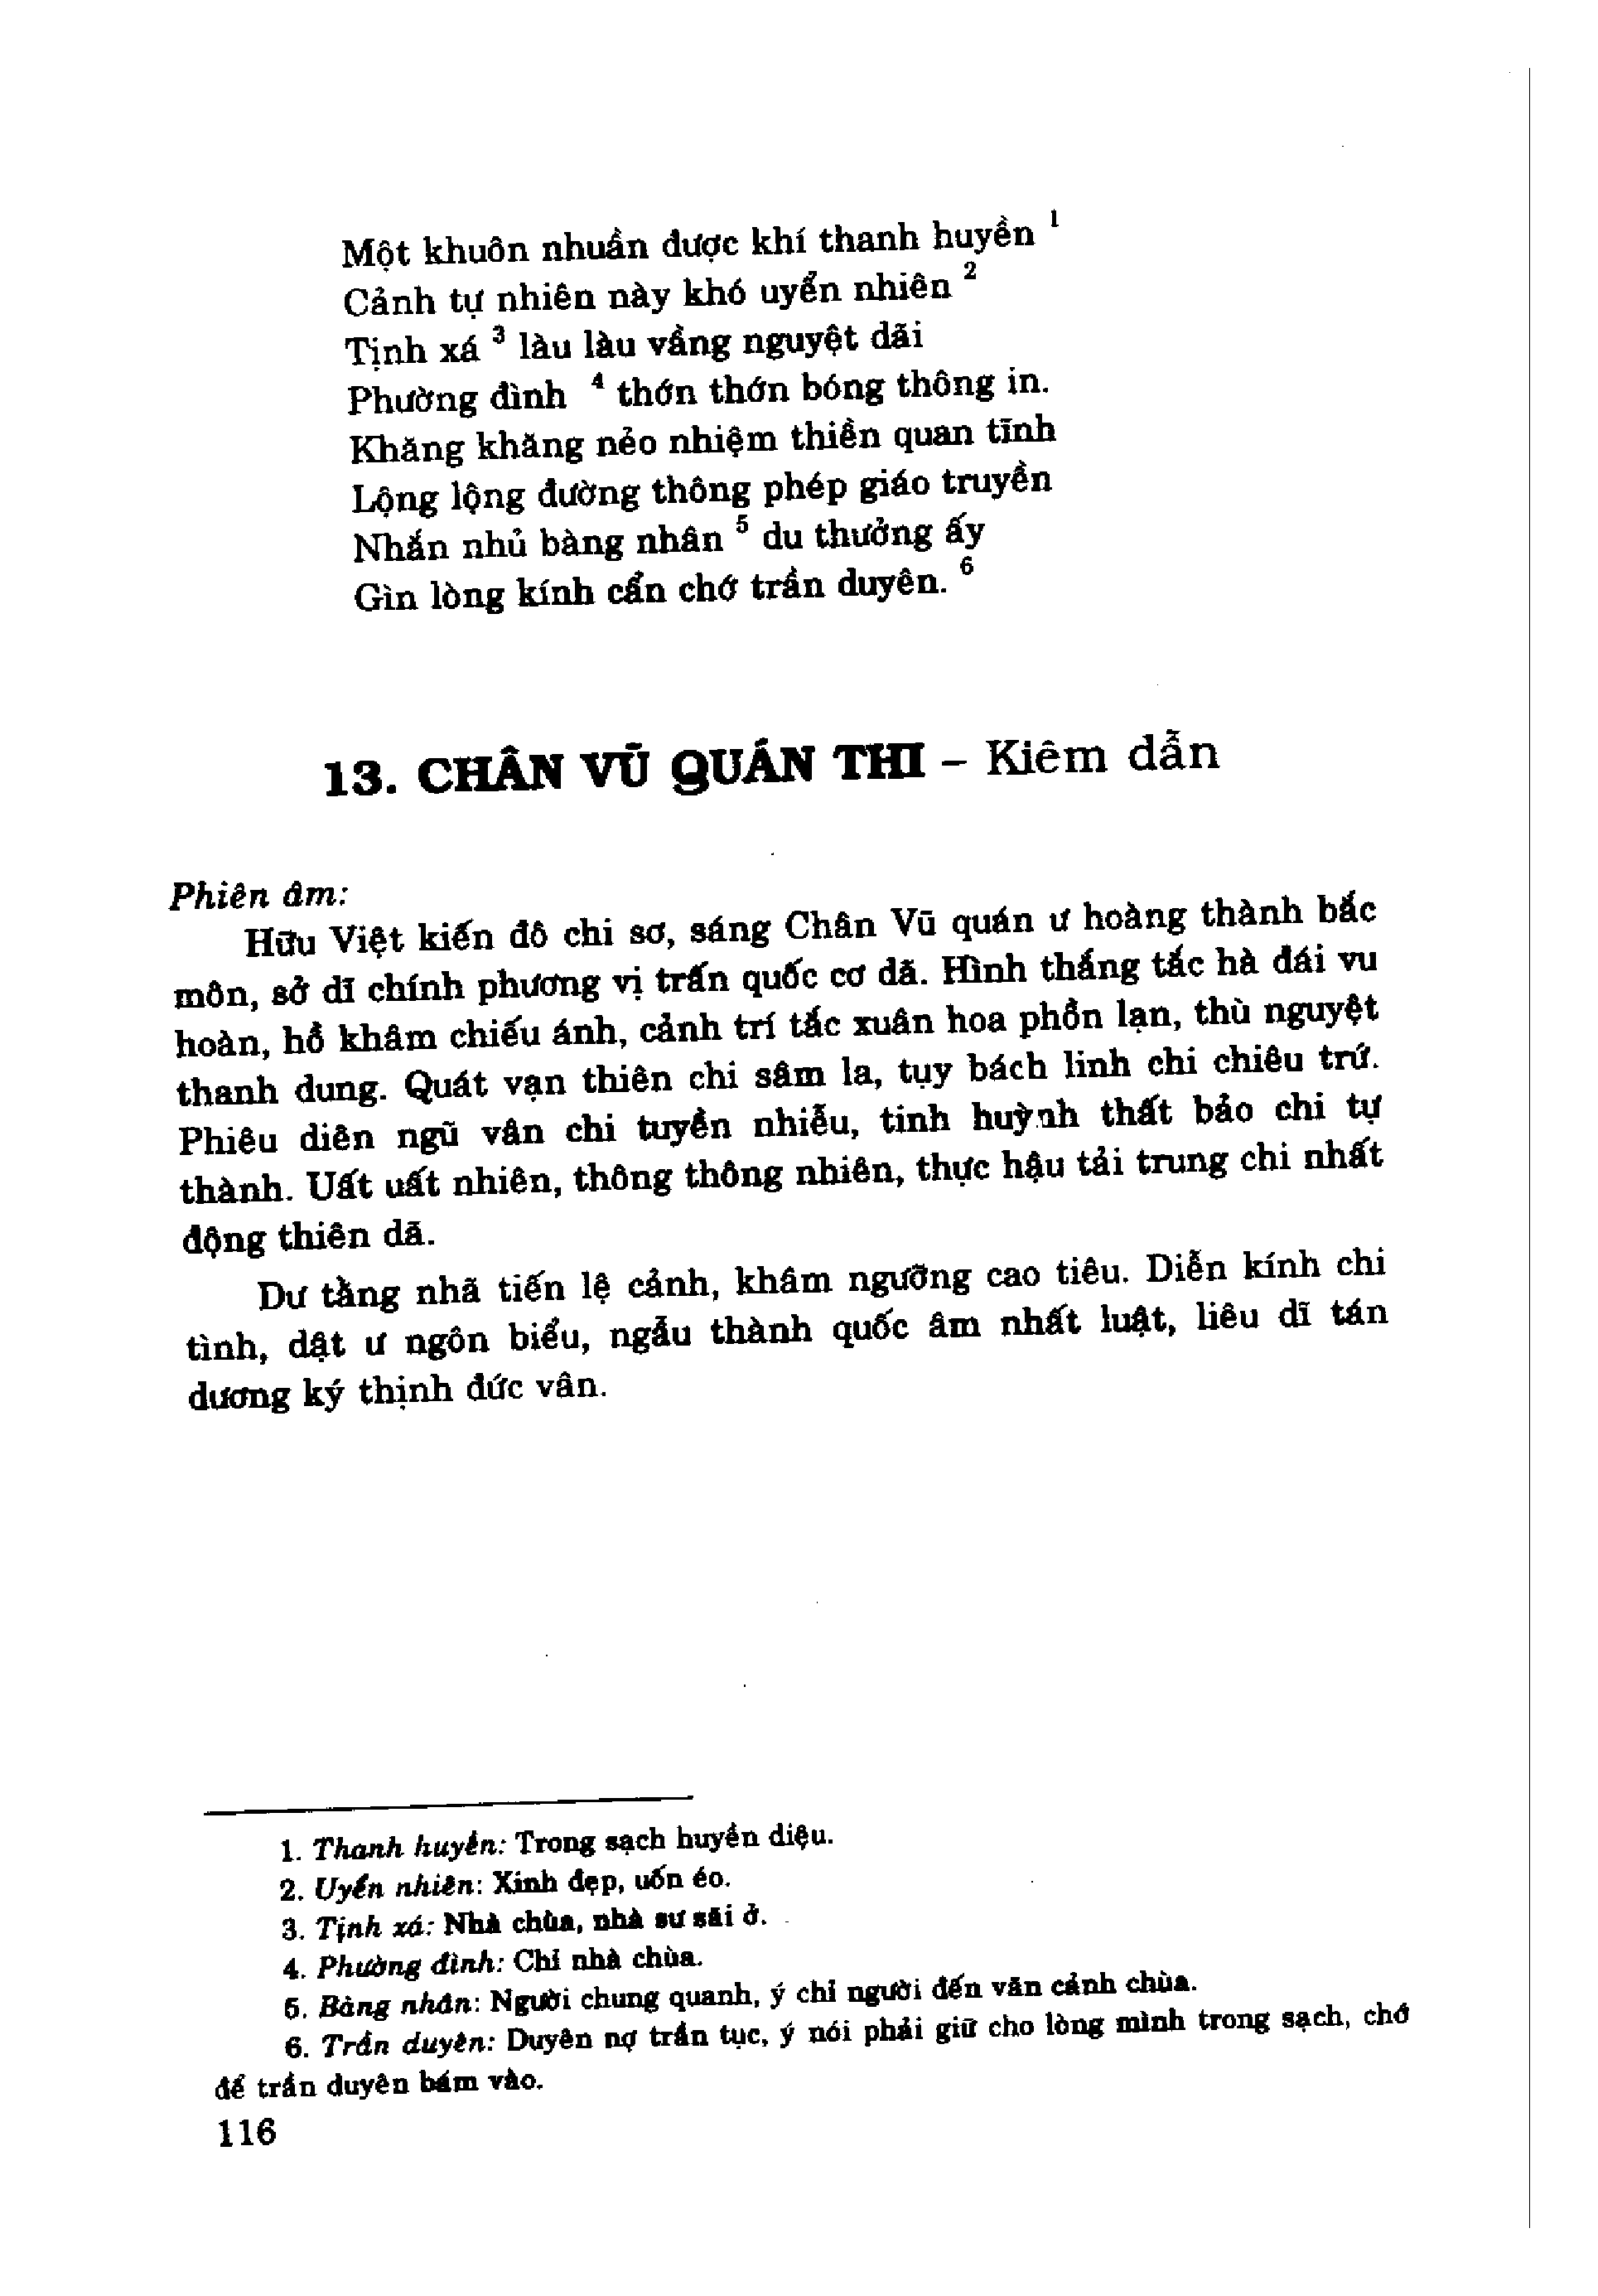 Một khuôn nhuần được khí thanh huyền 1
Cảnh tự nhiên này khó uyển nhiên 2
Tịnh xá 3 làu làu vầng nguyệt dãi
Phường đình 4 thớn thớn bóng thông in.
Khăng khăng nẻo nhiệm thiền quan tĩnh
Lộng lộng đường thông phép giáo truyền
Nhắn nhủ bàng nhân 5 du thưởng ấy
Gìn lòng kính cẩn chớ trần duyên. 6
13. CHÂN VŨ QUÁN THI – Kiêm dẫn
Phiên âm:
Hữu Việt kiến đô chi sơ, sáng Chân Vũ quán ư hoàng thành bắc
môn, sở dĩ chính phương vị trấn quốc cơ dã. Hình thắng tắc hà đái vu
hoàn, hồ khâm chiếu ánh, cảnh trí tắc xuân hoa phồn lạn, thù nguyệt
thanh dung. Quát vạn thiên chi sâm la, tụy bách linh chi chiêu trứ.
Phiêu diên ngũ vân chi tuyền nhiễu, tinh huỳnh thất bảo chi tự
thành. Uất uất nhiên, thông thông nhiên, thực hậu tải trung chi nhất
động thiên dã.
Dư tằng nhã tiến lệ cảnh, khâm ngưỡng cao tiêu. Diễn kính chi
tình, dật ư ngôn biểu, ngẫu thành quốc âm nhất luật, liêu dĩ tán
dương ký thịnh đức vân.
1. Thanh huyền: Trong sạch huyền diệu.
2. Uyển nhiên: Xinh đẹp, uốn éo.
3. Tịnh xá: Nhà chùa, nhà sư sãi ở.
4. Phường đình: Chỉ nhà chùa.
5. Bàng nhân: Người chung quanh, ý chỉ người đến vãn cảnh chùa.
6. Trần duyên: Duyên nợ trần tục, ý nói phải giữ cho lòng mình trong sạch, chớ
để trần duyên bám vào.
116